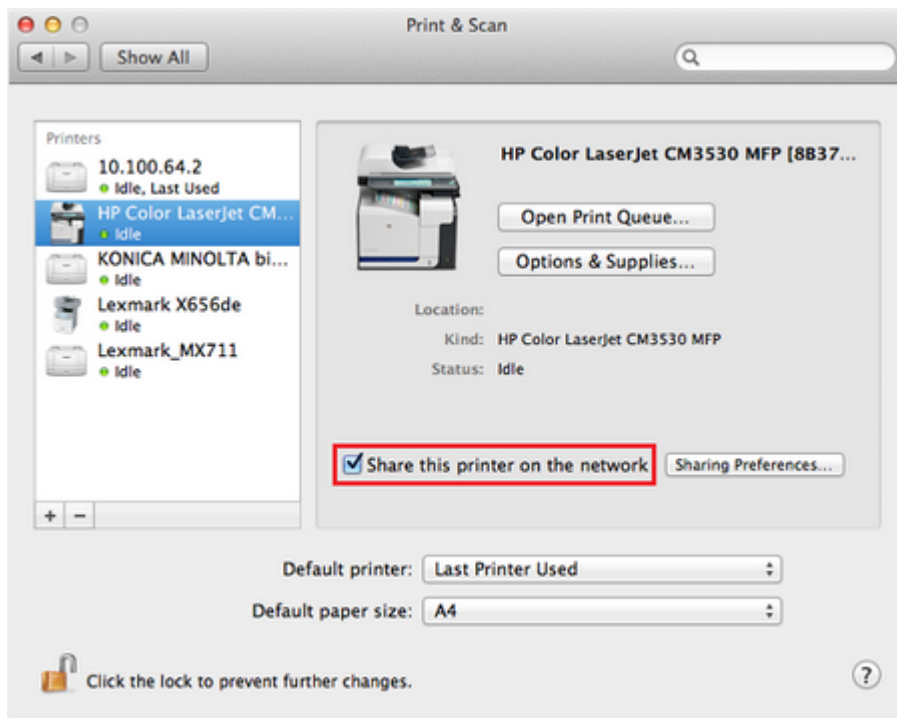 Print & Scan
Show All
Printers
10.100.64.2
Idle, Last Used
HP Color LaserJet CM...
Idle
KONICA MINOLTA bi...
Idle
Lexmark X656de
Idle
Lexmark_MX711
Idle
+ −
HP Color LaserJet CM3530 MFP [8B37...
Open Print Queue...
Options & Supplies...
Location:
Kind: HP Color LaserJet CM3530 MFP
Status: Idle
Share this printer on the network Sharing Preferences...
Default printer: Last Printer Used
Default paper size: A4
Click the lock to prevent further changes. ?